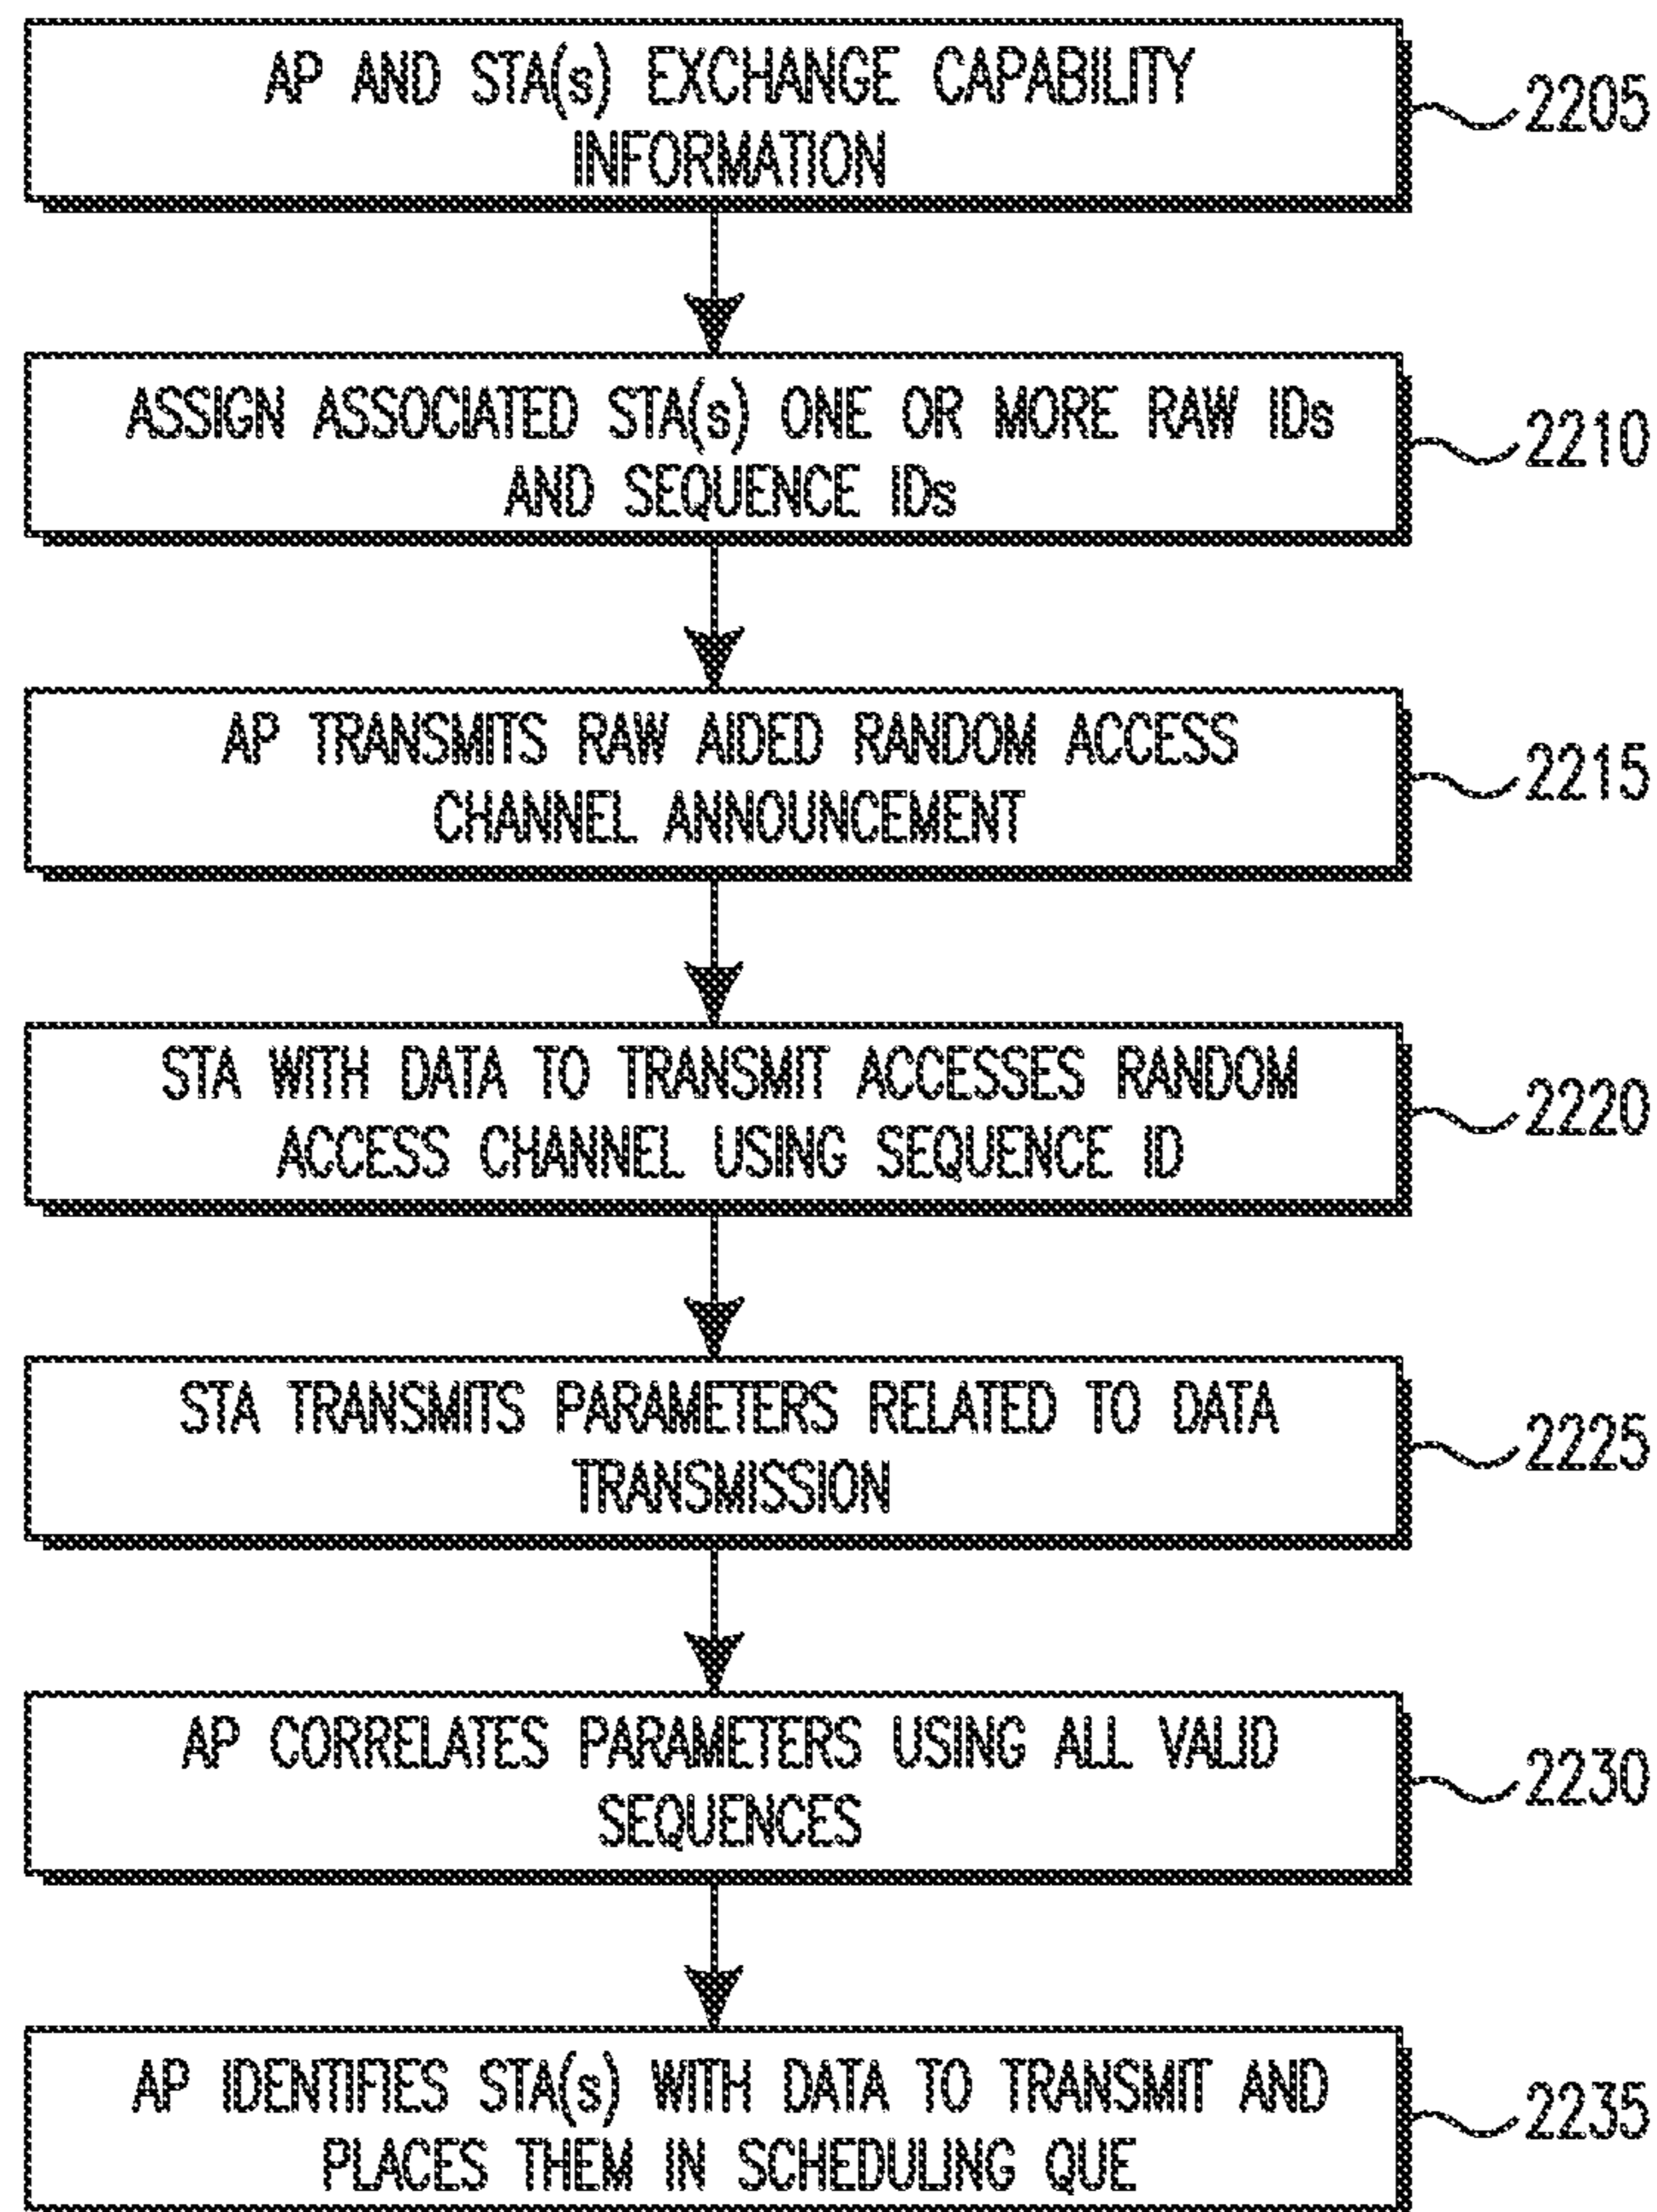 AP AND STA(s) EXCHANGE CAPABILITY
INFORMATION
2205
ASSIGN ASSOCIATED STA(s) ONE OR MORE RAW IDs
AND SEQUENCE IDs
2210
AP TRANSMITS RAW AIDED RANDOM ACCESS
CHANNEL ANNOUNCEMENT
2215
STA WITH DATA TO TRANSMIT ACCESSES RANDOM
ACCESS CHANNEL USING SEQUENCE ID
2220
STA TRANSMITS PARAMETERS RELATED TO DATA
TRANSMISSION
2225
AP CORRELATES PARAMETERS USING ALL VALID
SEQUENCES
2230
AP IDENTIFIES STA(s) WITH DATA TO TRANSMIT AND
PLACES THEM IN SCHEDULING QUE
2235